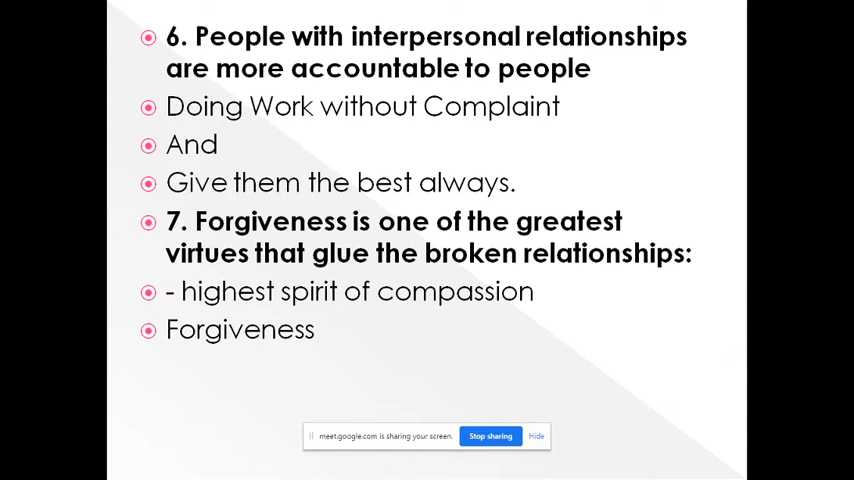 6. People with interpersonal relationships
are more accountable to people
Doing Work without Complaint
And
Give them the best always.
7. Forgiveness is one of the greatest
virtues that glue the broken relationships:
- highest spirit of compassion
Forgiveness
meet.google.com is sharing your screen. Stop sharing Hide